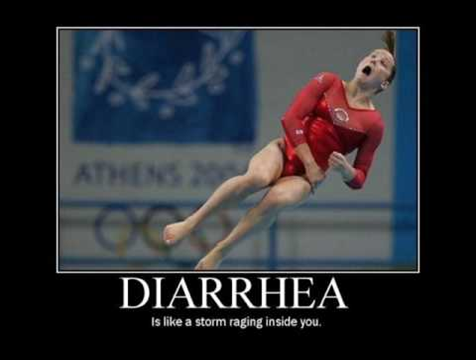 ATHENS 200
DIARRHEA
Is like a storm raging inside you.